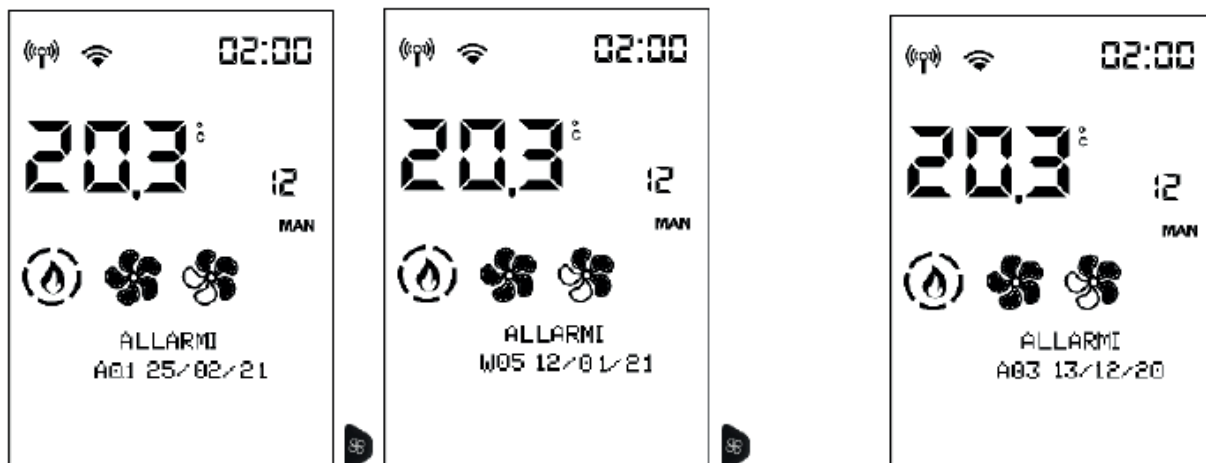 02:00
20.3 °C
12
MAN
ALLARMI
A01 25/02/21
02:00
20.3 °C
12
MAN
ALLARMI
W05 12/01/21
02:00
20.3 °C
12
MAN
ALLARMI
A03 13/12/20